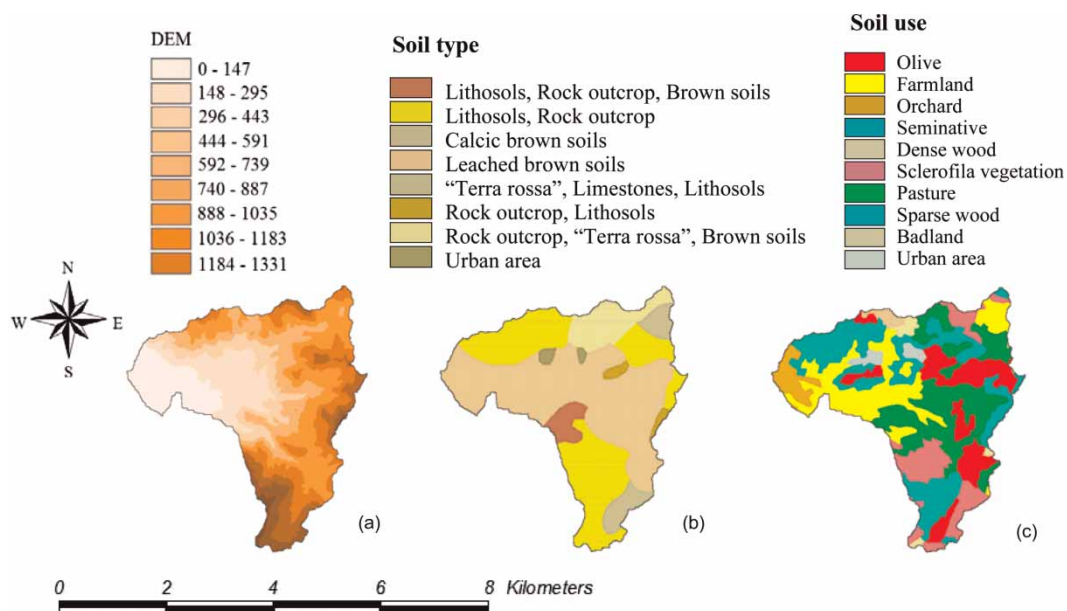 DEM
0 - 147
148 - 295
296 - 443
444 - 591
592 - 739
740 - 887
888 - 1035
1036 - 1183
1184 - 1331
Soil type
Lithosols, Rock outcrop, Brown soils
Lithosols, Rock outcrop
Calcic brown soils
Leached brown soils
“Terra rossa”, Limestones, Lithosols
Rock outcrop, Lithosols
Rock outcrop, “Terra rossa”, Brown soils
Urban area
Soil use
Olive
Farmland
Orchard
Seminative
Dense wood
Sclerofila vegetation
Pasture
Sparse wood
Badland
Urban area
N
W E
S
(a)
(b)
(c)
0 2 4 6 8 Kilometers